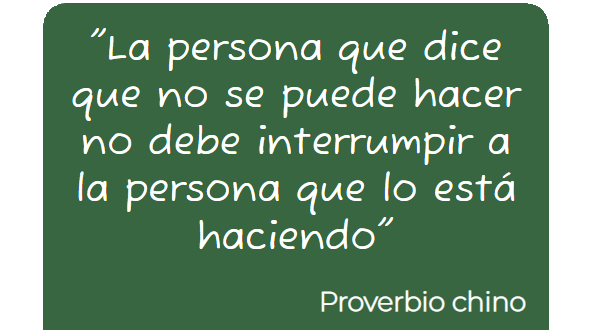 “La persona que dice
que no se puede hacer
no debe interrumpir a
la persona que lo está
haciendo”
Proverbio chino